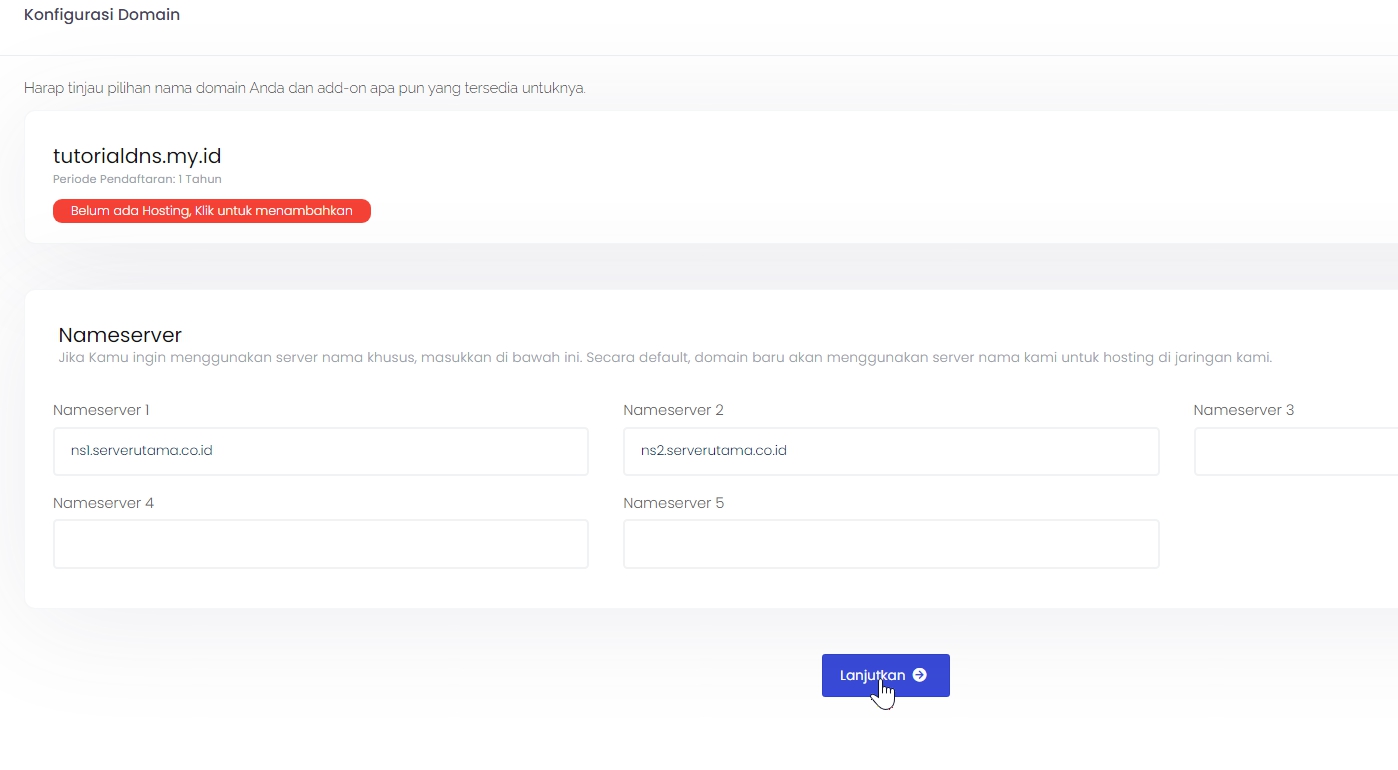 Konfigurasi Domain
Harap tinjau pilihan nama domain Anda dan add-on apa pun yang tersedia untuknya.
tutorialdns.my.id
Periode Pendaftaran: 1 Tahun
Belum ada Hosting, Klik untuk menambahkan
Nameserver
Jika Kamu ingin menggunakan server nama khusus, masukkan di bawah ini. Secara default, domain baru akan menggunakan server nama kami untuk hosting di jaringan kami.
Nameserver 1
ns1.serverutama.co.id
Nameserver 2
ns2.serverutama.co.id
Nameserver 3
Nameserver 4
Nameserver 5
Lanjutkan